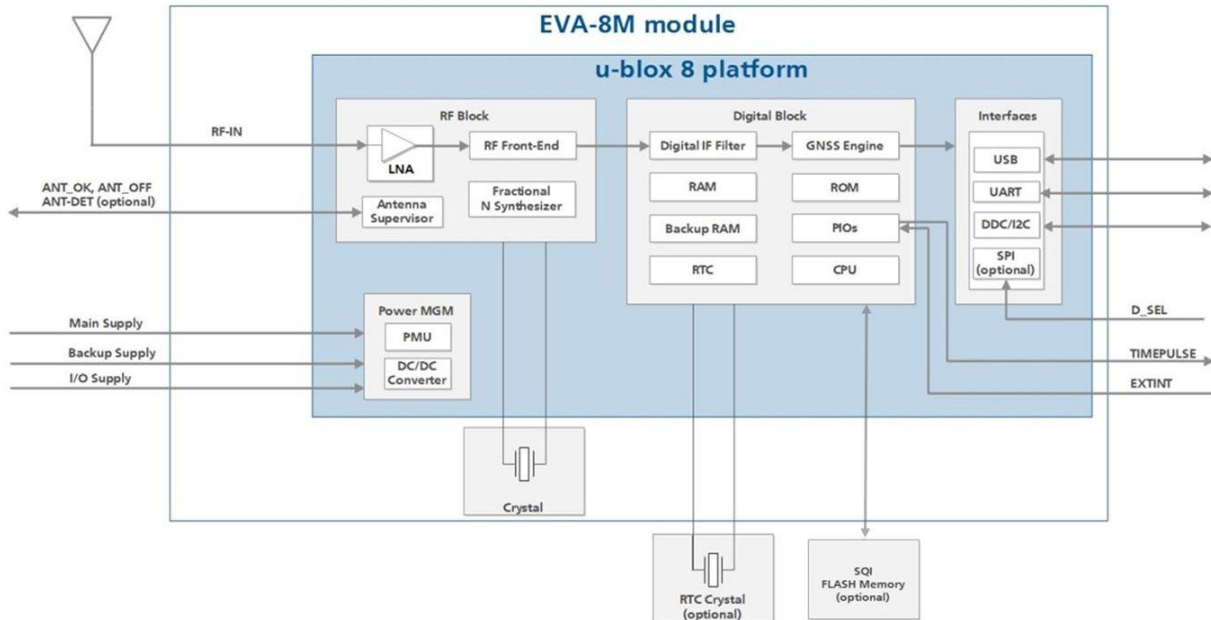 EVA-8M module
u-blox 8 platform
RF Block
Digital Block
Interfaces
RF-IN
LNA
RF Front-End
Digital IF Filter
GNSS Engine
USB
RAM
ROM
UART
ANT_OK, ANT_OFF
ANT-DET (optional)
Antenna
Supervisor
Fractional
N Synthesizer
Backup RAM
PIOs
DDC/I2C
RTC
CPU
SPI
(optional)
Power MGM
Main Supply
PMU
D_SEL
Backup Supply
DC/DC
Converter
TIMEPULSE
I/O Supply
EXTINT
Crystal
RTC Crystal
(optional)
SQI
FLASH Memory
(optional)